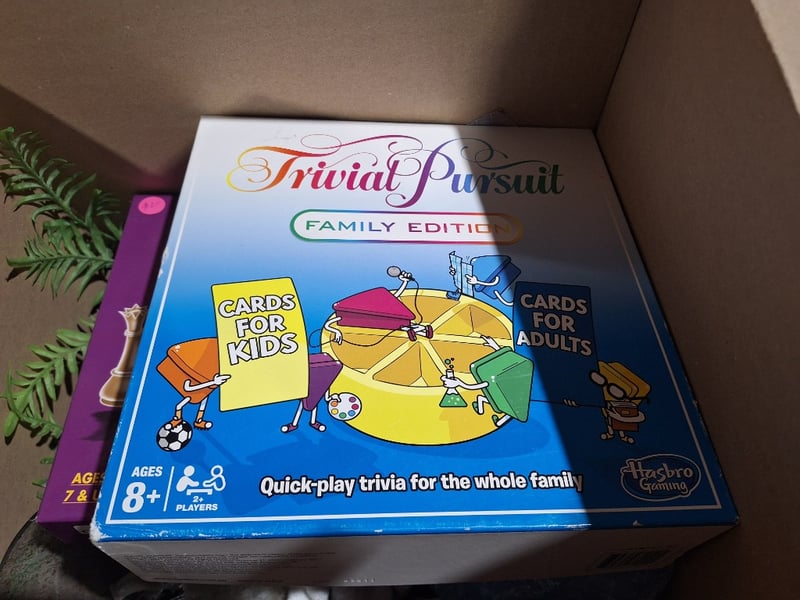 Trivial Pursuit
FAMILY EDITION
CARDS
FOR
KIDS
CARDS
FOR
ADULTS
AGES
8+
2+
PLAYERS
Quick-play trivia for the whole family
Hasbro
Gaming
AGES
7 &